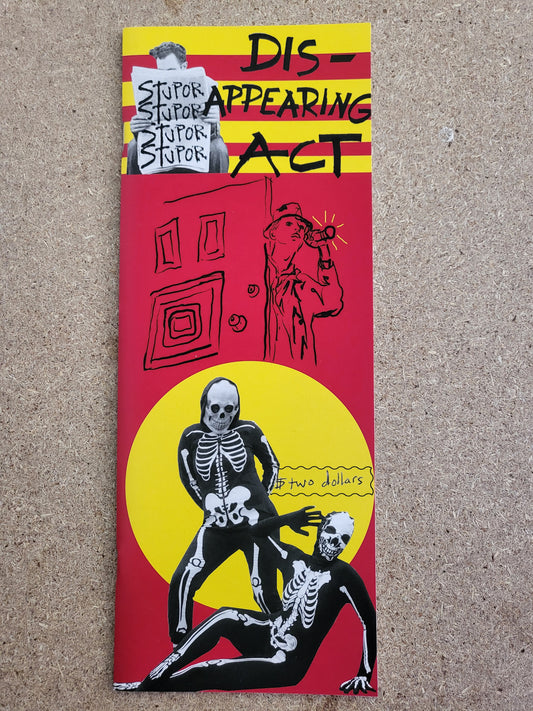 DIS-
APPEARING
ACT
STUPOR
STUPOR
STUPOR
STUPOR
$ two dollars